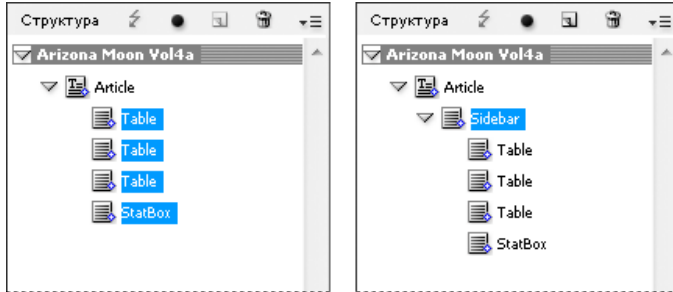 Структура
Arizona Moon Vol4a
Article
Table
Table
Table
StatBox
Структура
Arizona Moon Vol4a
Article
Sidebar
Table
Table
Table
StatBox